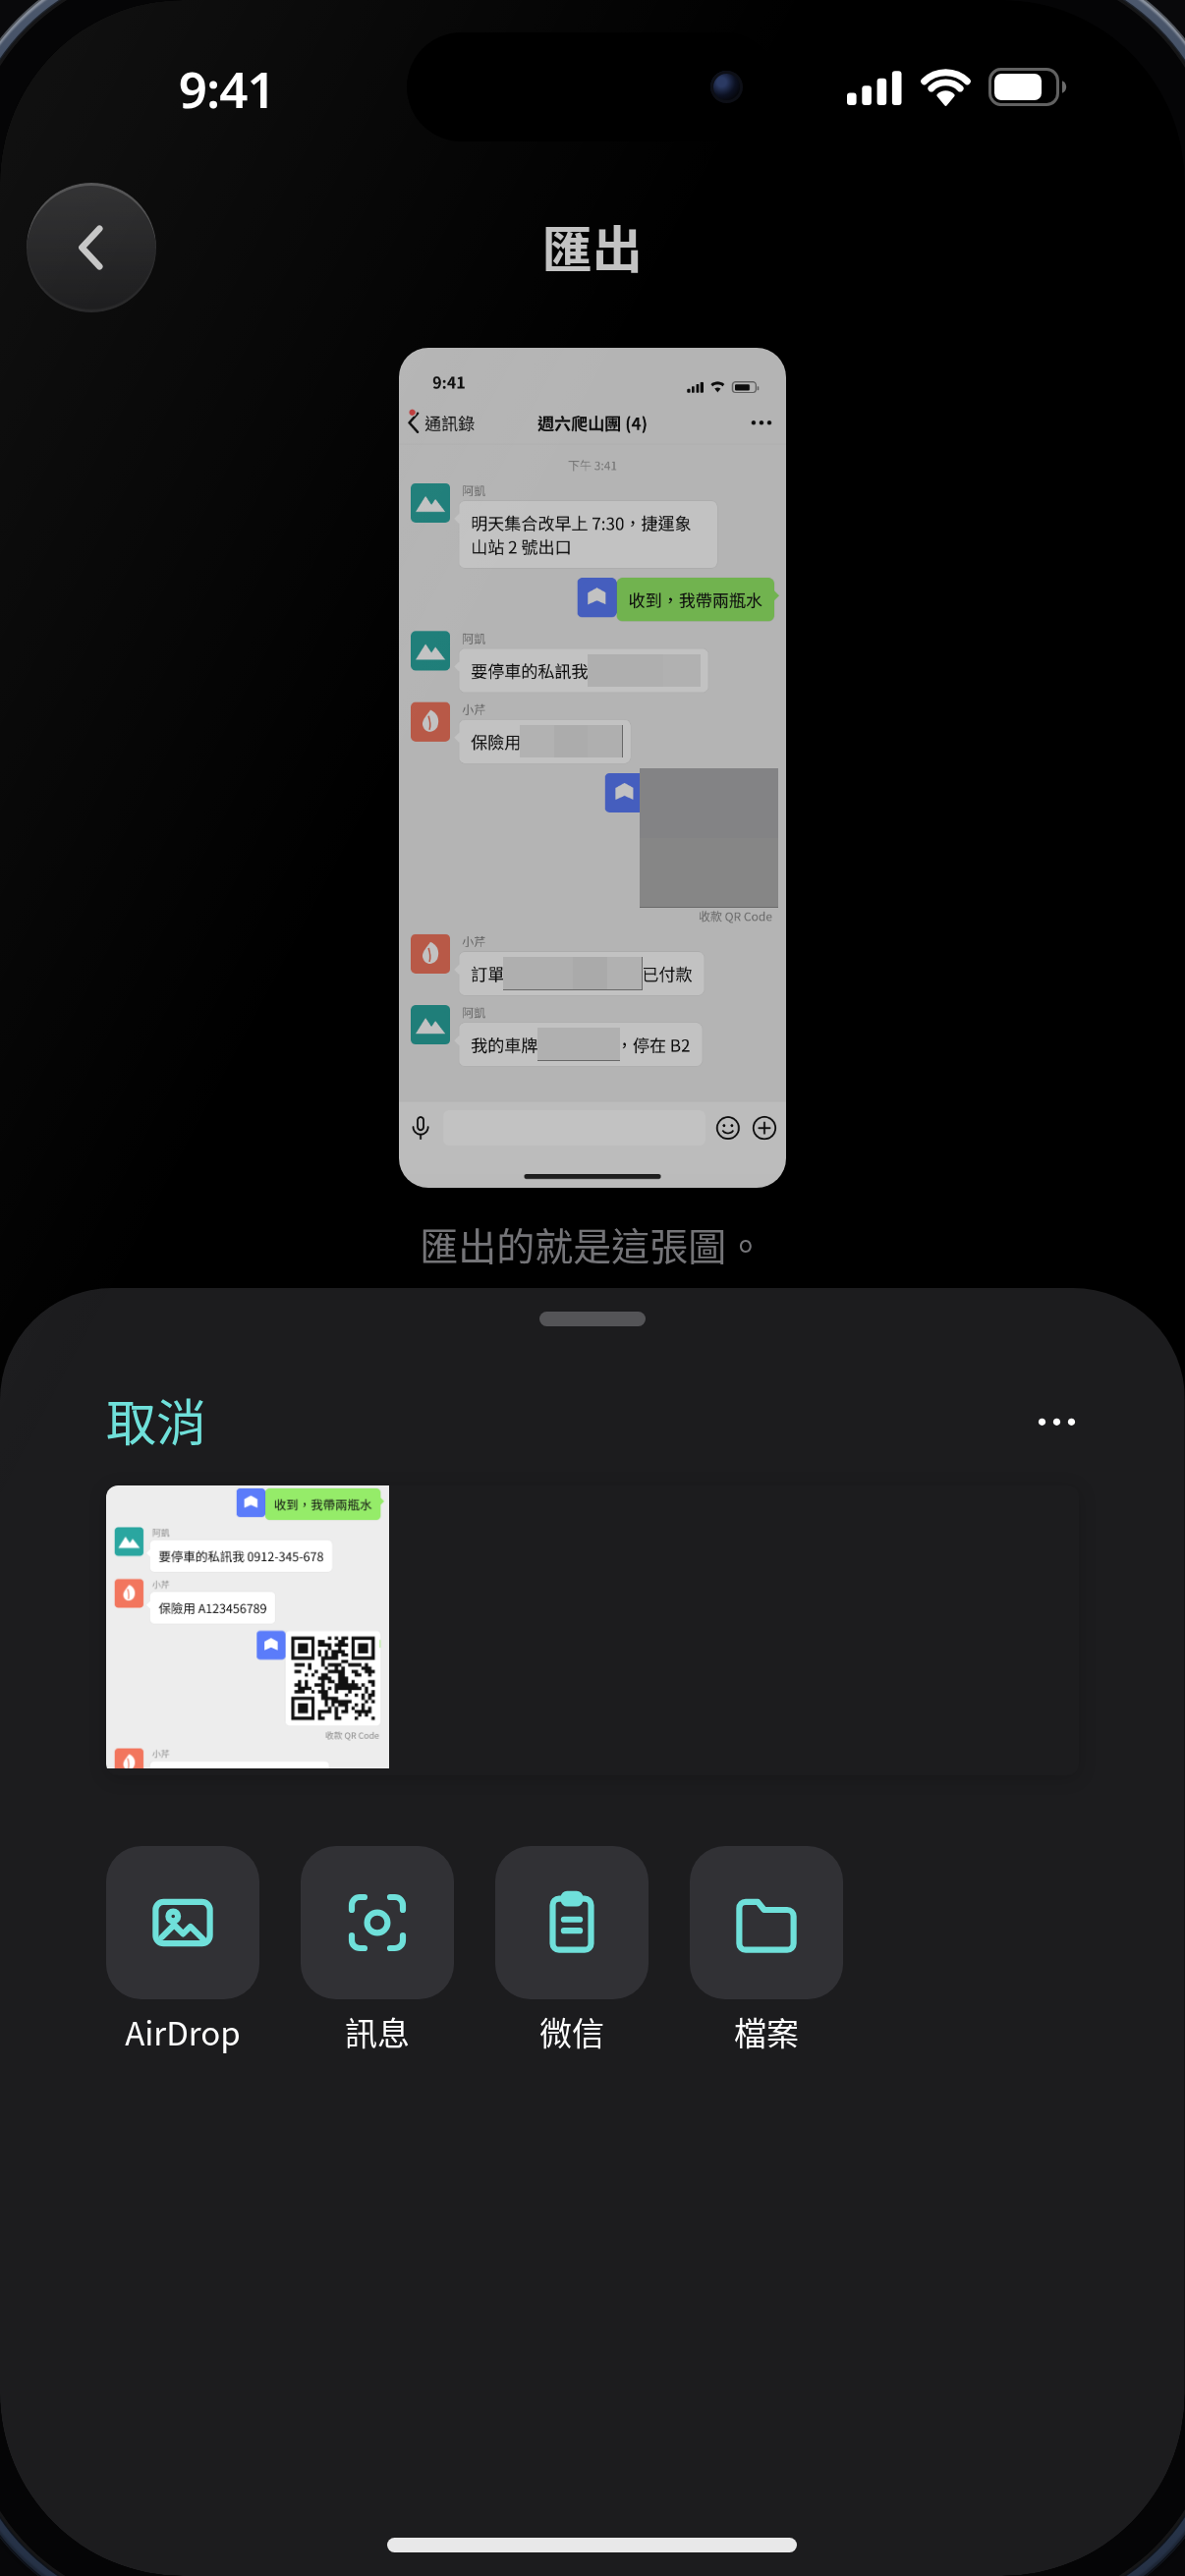 9:41
匯出
9:41
通訊錄
週六爬山團 (4)
下午 3:41
阿凱
明天集合改早上 7:30，捷運象
山站 2 號出口
收到，我帶兩瓶水
阿凱
要停車的私訊我
小芹
保險用
收款 QR Code
小芹
訂單 已付款
阿凱
我的車牌 ，停在 B2
匯出的就是這張圖。
取消
收到，我帶兩瓶水
阿凱
要停車的私訊我 0912-345-678
小芹
保險用 A123456789
收款 QR Code
小芹
AirDrop
訊息
微信
檔案